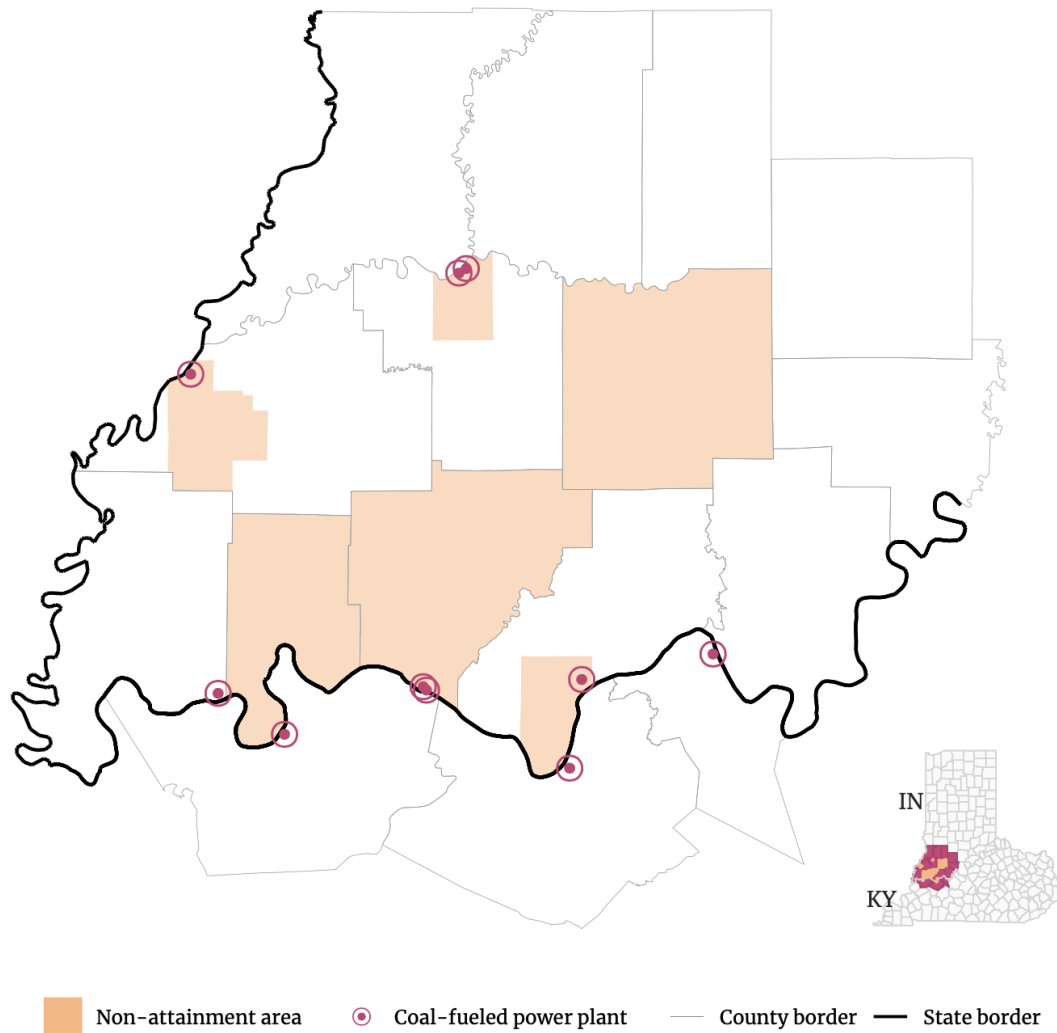 IN
KY
Non-attainment area
Coal-fueled power plant
County border
State border